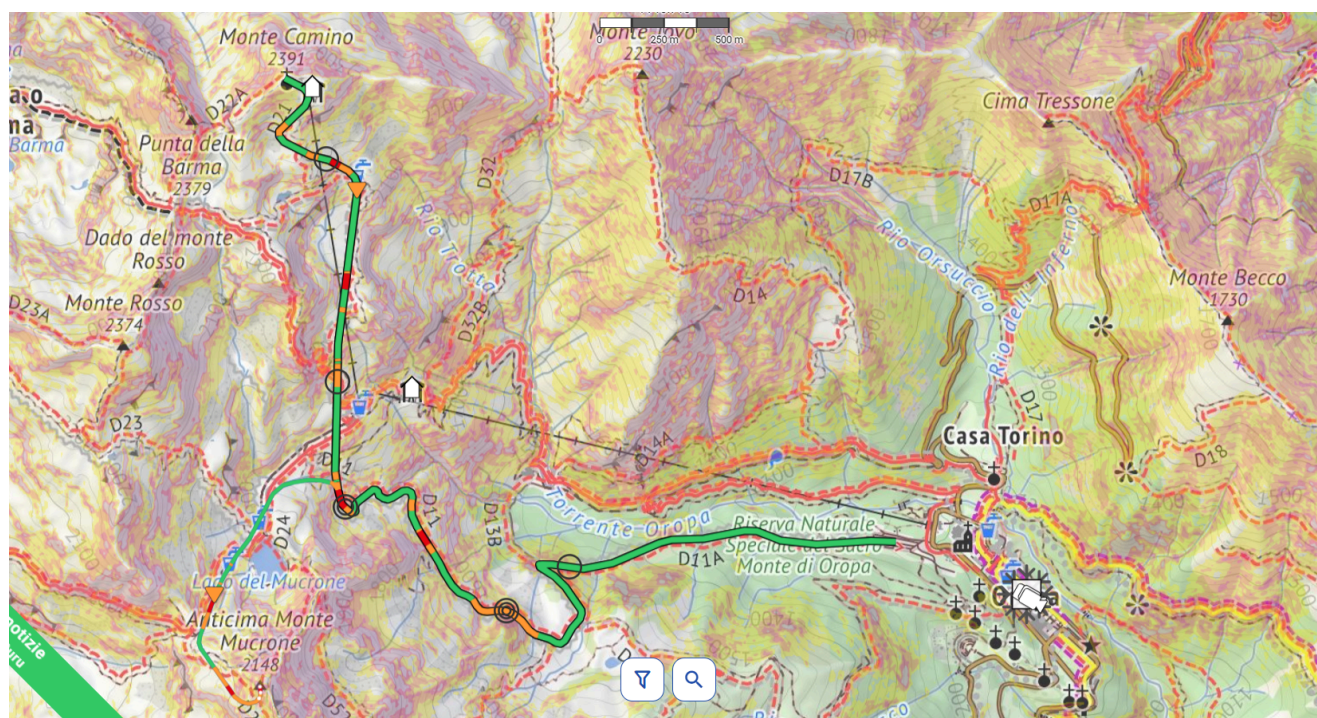 Monte Camino
2391
Monte Tovo
2230
0
250 m
500 m
Cima Tressone
D22A
D21
Barma
Punta della
Barma
2379
D32
D17B
D17A
Rio Trotta
Rio Orsuccio
Rio dell'Inferno
Dado del monte
Rosso
Monte Rosso
2374
D23A
D32B
D14
Monte Becco
1730
D23
D14A
D17
Casa Torino
D18
D11
D24
D13B
Torrente Oropa
Riserva Naturale
Speciale del Sacro
Monte di Oropa
D11A
Lago del Mucrone
Anticima Monte
Mucrone
2148